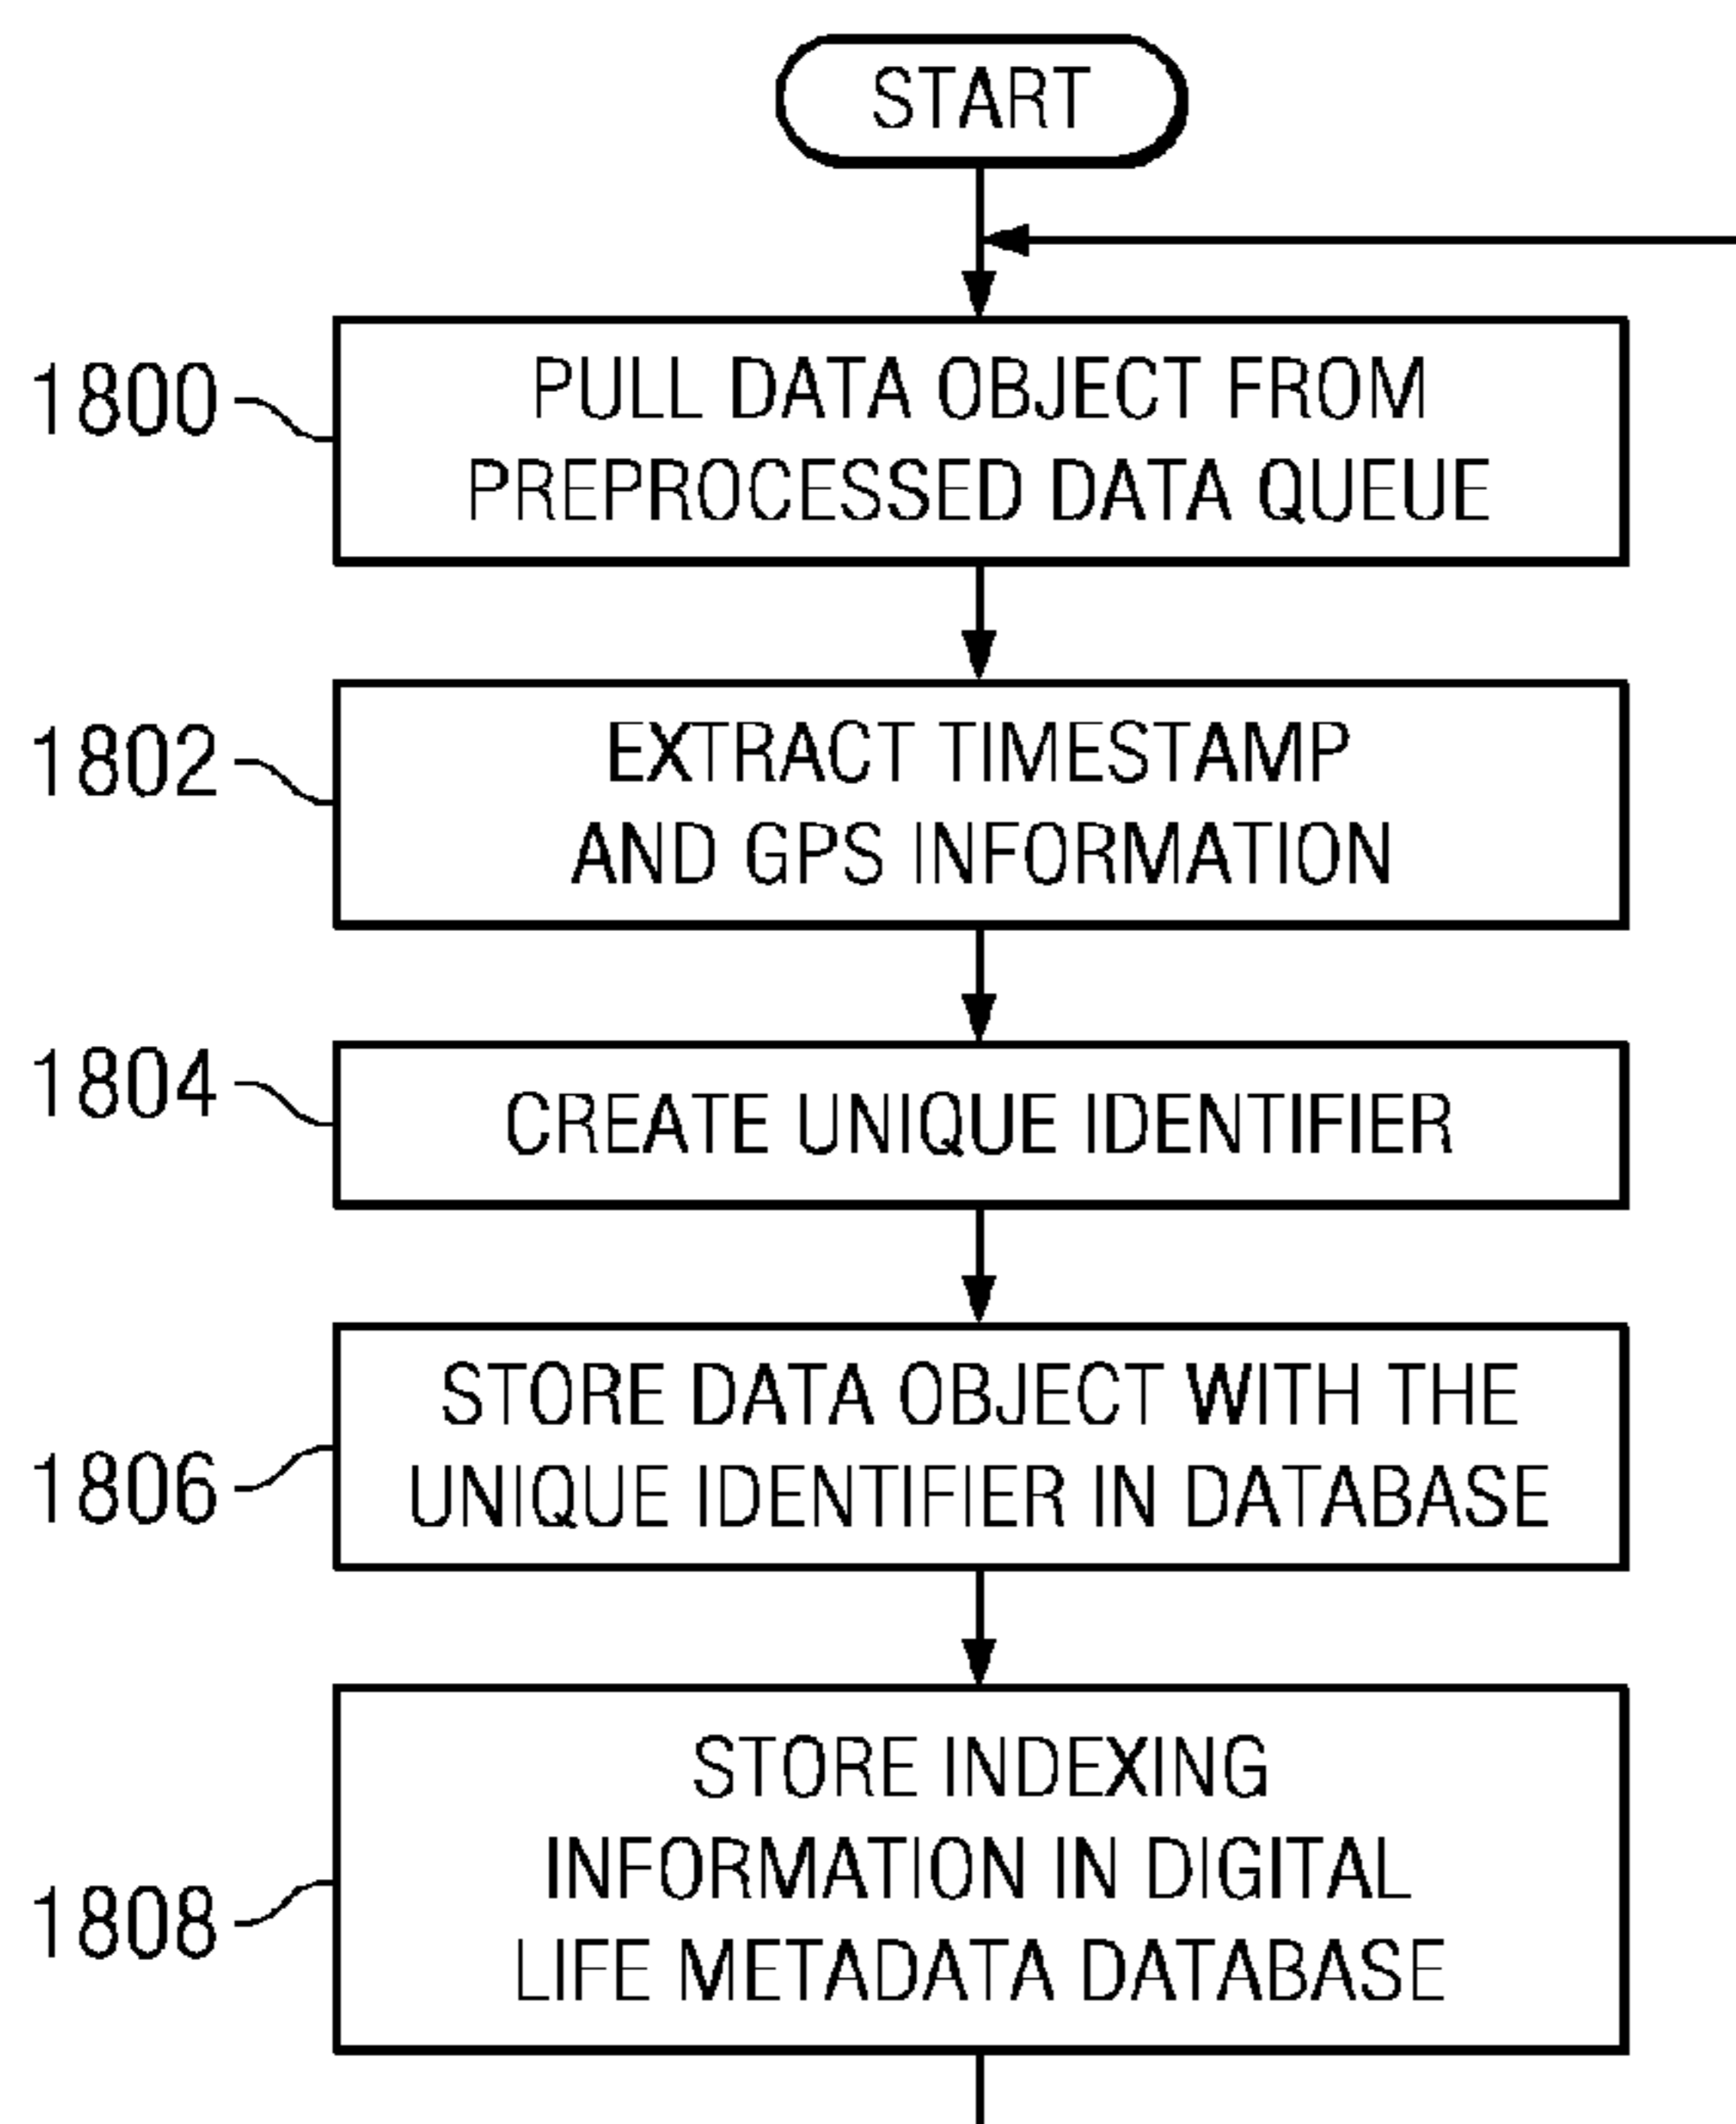 START
1800
PULL DATA OBJECT FROM
PREPROCESSED DATA QUEUE
1802
EXTRACT TIMESTAMP
AND GPS INFORMATION
1804
CREATE UNIQUE IDENTIFIER
1806
STORE DATA OBJECT WITH THE
UNIQUE IDENTIFIER IN DATABASE
1808
STORE INDEXING
INFORMATION IN DIGITAL
LIFE METADATA DATABASE